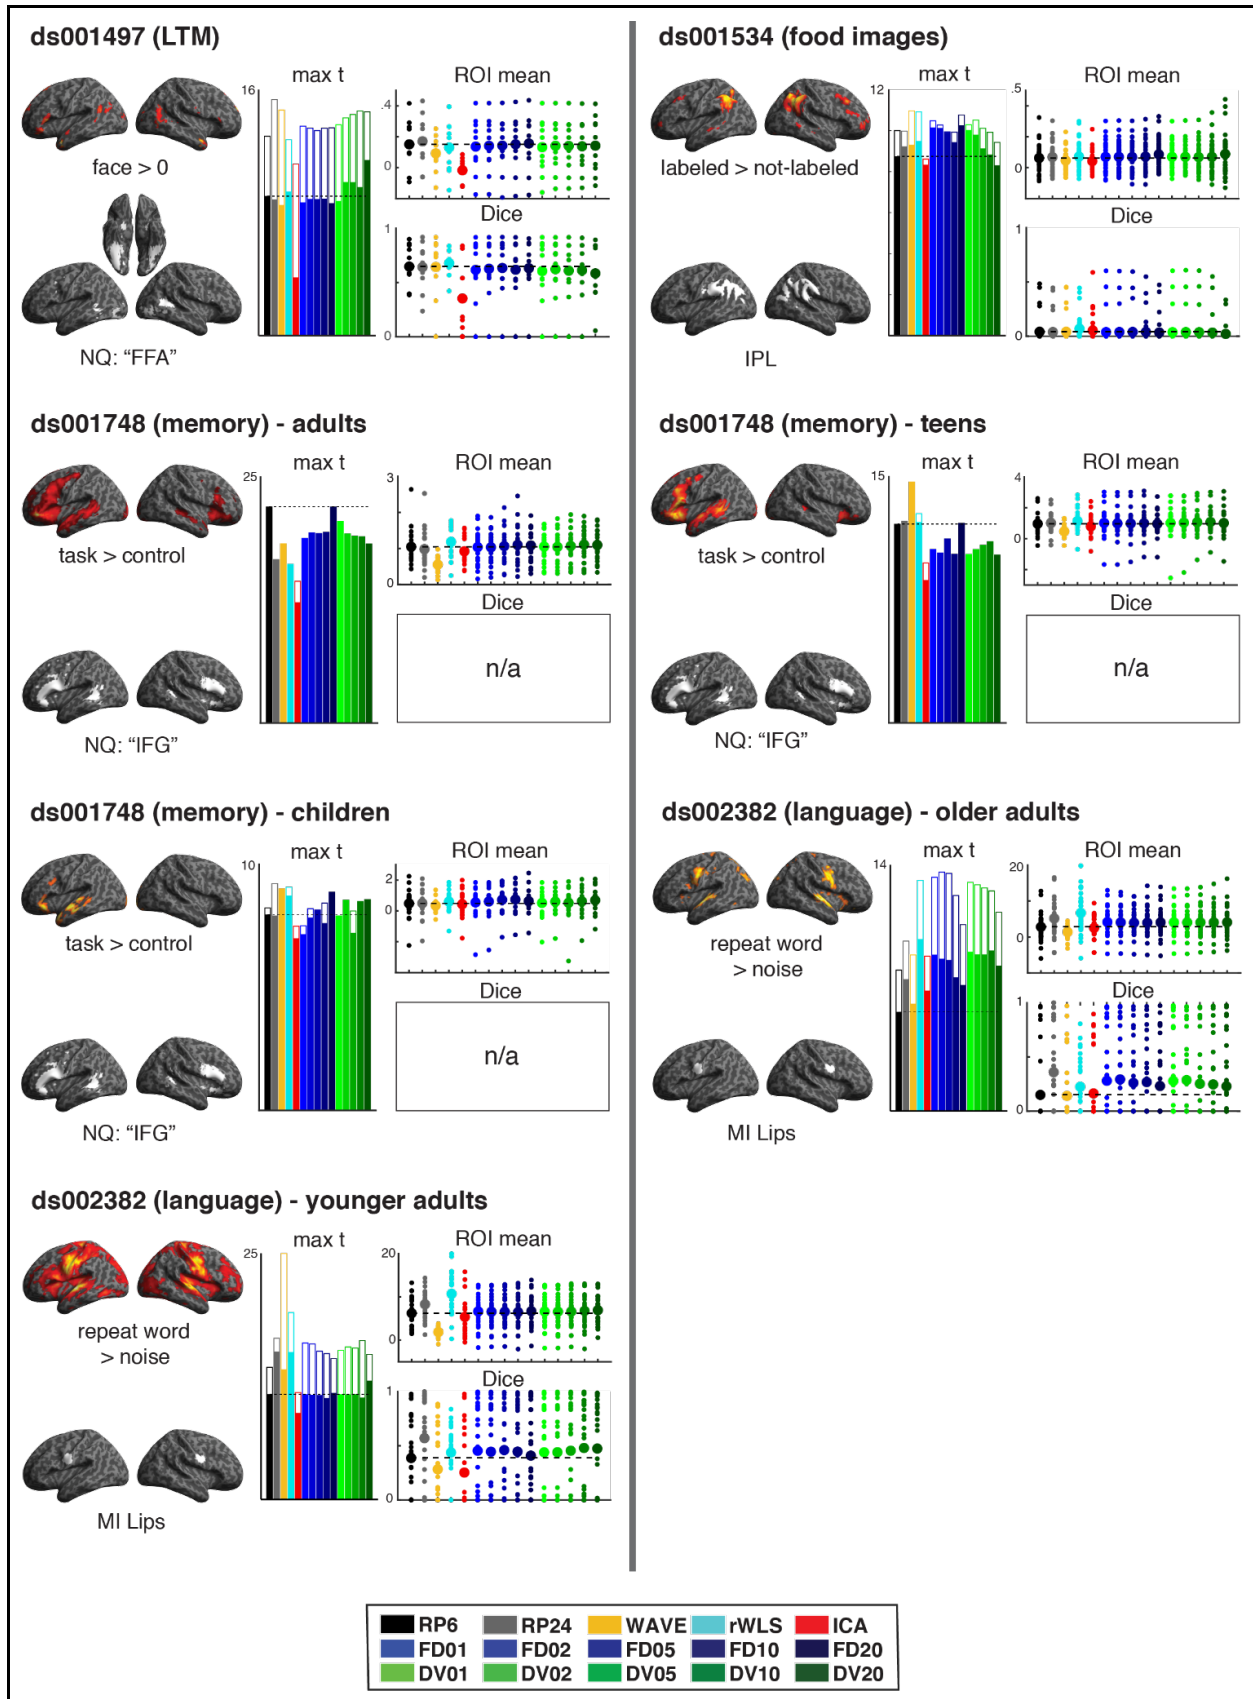 ds001497 (LTM)
max t
ROI mean
16
.4
0
face > 0
Dice
1
0
NQ: “FFA”
ds001534 (food images)
max t
ROI mean
12
.5
0
labeled > not-labeled
Dice
1
0
IPL
ds001748 (memory) - adults
max t
ROI mean
25
3
1
0
task > control
Dice
n/a
NQ: “IFG”
ds001748 (memory) - teens
max t
ROI mean
15
4
0
task > control
Dice
n/a
NQ: “IFG”
ds001748 (memory) - children
max t
ROI mean
10
2
0
task > control
Dice
n/a
NQ: “IFG”
ds002382 (language) - older adults
max t
ROI mean
14
20
0
repeat word
> noise
Dice
1
0
MI Lips
ds002382 (language) - younger adults
max t
ROI mean
25
20
0
repeat word
> noise
Dice
1
0
MI Lips
RP6 RP24 WAVE rWLS ICA
FD01 FD02 FD05 FD10 FD20
DV01 DV02 DV05 DV10 DV20